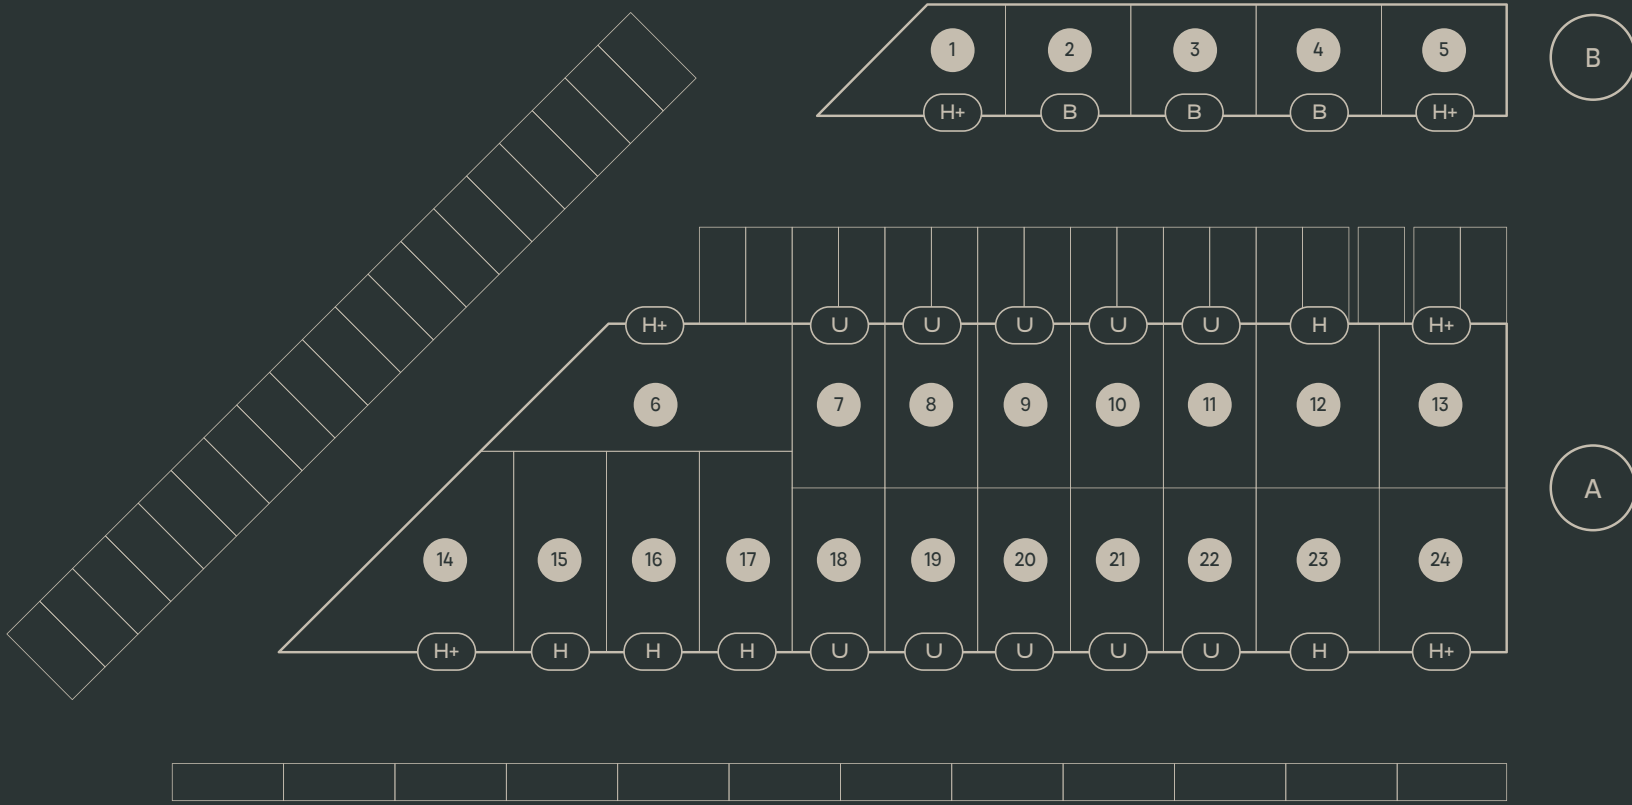 1 2 3 4 5 B
H+ B B B H+
H+ U U U U U H H+
6 7 8 9 10 11 12 13
A
14 15 16 17 18 19 20 21 22 23 24
H+ H H H U U U U U H H+